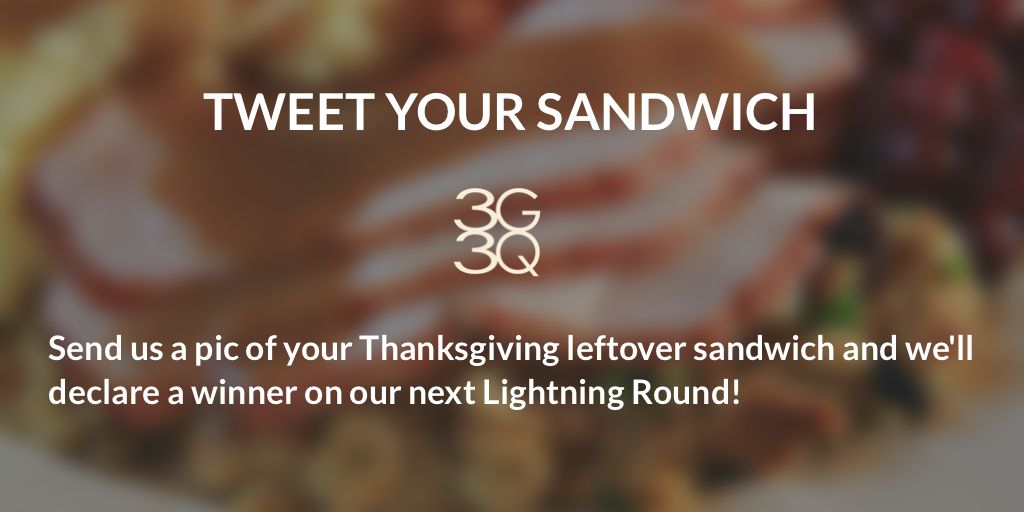 TWEET YOUR SANDWICH
3G
3Q
Send us a pic of your Thanksgiving leftover sandwich and we'll
declare a winner on our next Lightning Round!